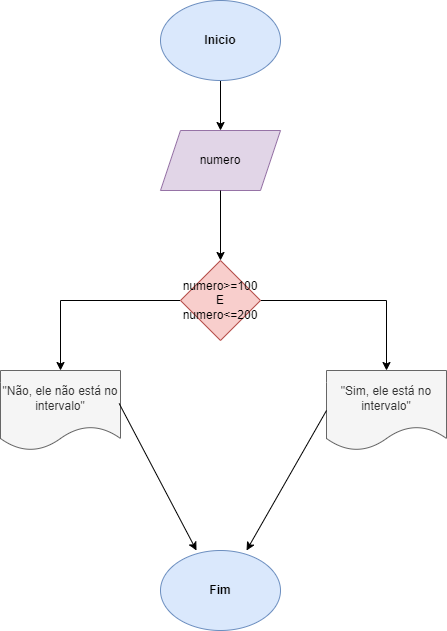 Inicio
numero
numero>=100
E
numero<=200
"Não, ele não está no
intervalo"
"Sim, ele está no
intervalo"
Fim